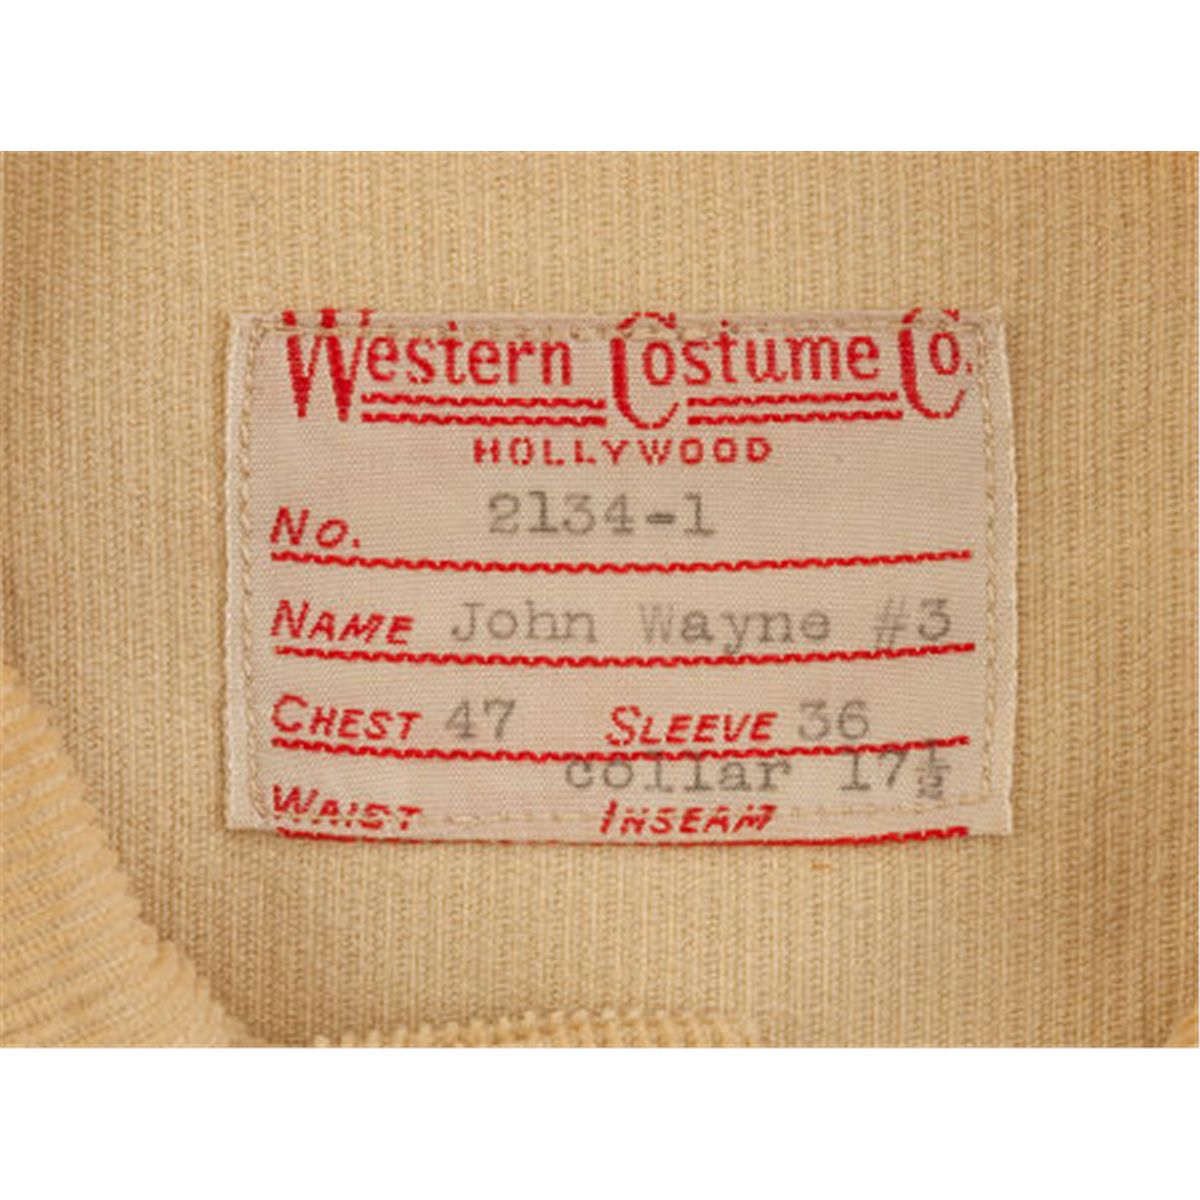 Western Costume Co.
HOLLYWOOD
No. 2134-1
NAME John Wayne #3
CHEST 47 SLEEVE 36
collar 17½
WAIST INSEAM